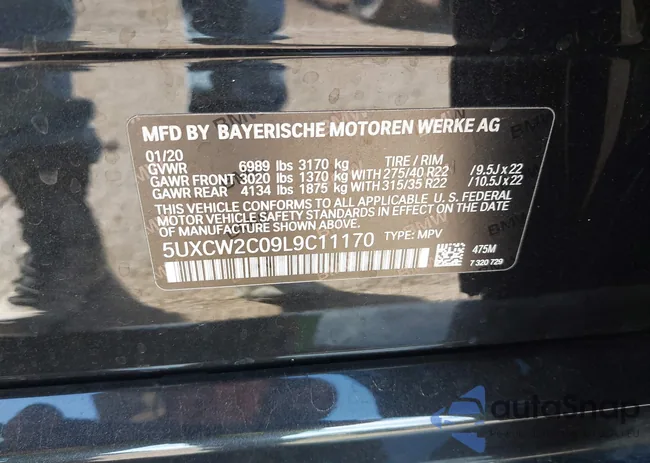 MFD BY BAYERISCHE MOTOREN WERKE AG
01/20
GVWR 6989 lbs 3170 kg TIRE / RIM
GAWR FRONT 3020 lbs 1370 kg WITH 275/40 R22 /9.5J x 22
GAWR REAR 4134 lbs 1875 kg WITH 315/35 R22 /10.5J x 22
THIS VEHICLE CONFORMS TO ALL APPLICABLE U.S. FEDERAL
MOTOR VEHICLE SAFETY STANDARDS IN EFFECT ON THE DATE
OF MANUFACTURE SHOWN ABOVE.
5UXCW2C09L9C11170 TYPE: MPV
475M
7 320 729
autoSnap